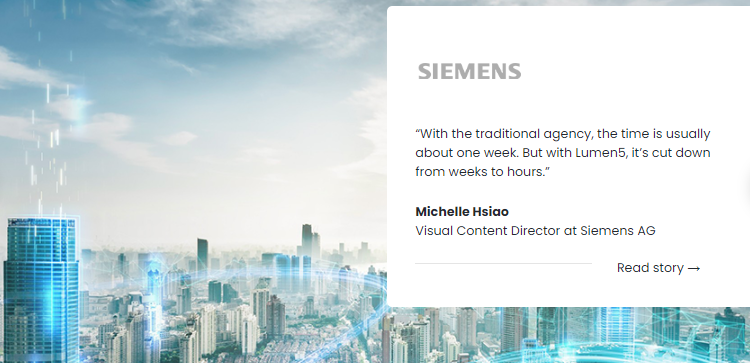 SIEMENS
“With the traditional agency, the time is usually
about one week. But with Lumen5, it’s cut down
from weeks to hours.”
Michelle Hsiao
Visual Content Director at Siemens AG
Read story →